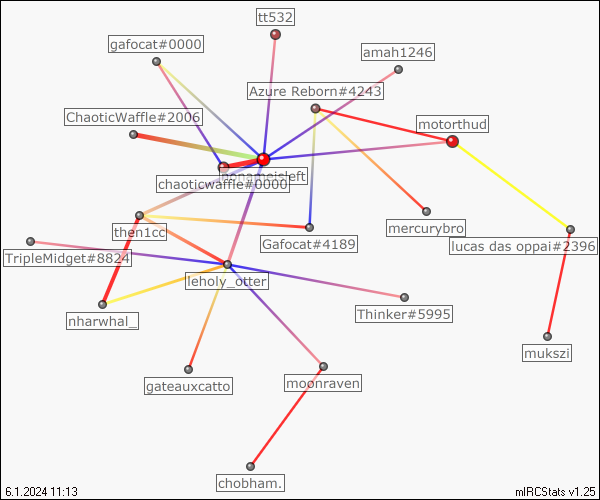 tt532
gafocat#0000
amah1246
Azure Reborn#4243
ChaoticWaffle#2006
motorthud
chaoticwaffle#0000
then1cc
mercurybro
Gafocat#4189
lucas das oppai#2396
TripleMidget#8824
leholy_otter
nharwhal_
Thinker#5995
mukszi
gateauxcatto
moonraven
chobham.
6.1.2024 11:13
mIRCStats v1.25